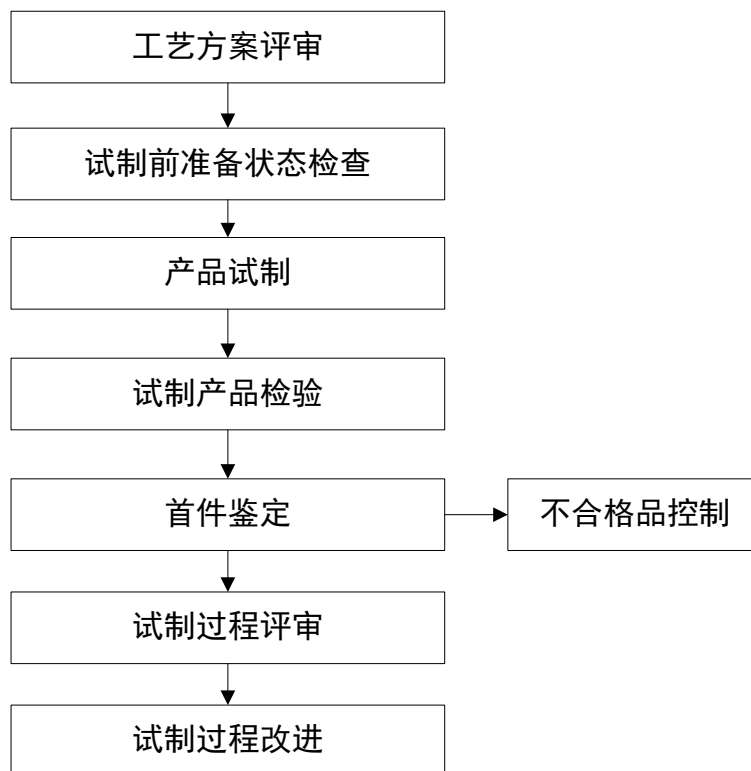 工艺方案评审
试制前准备状态检查
产品试制
试制产品检验
首件鉴定
不合格品控制
试制过程评审
试制过程改进